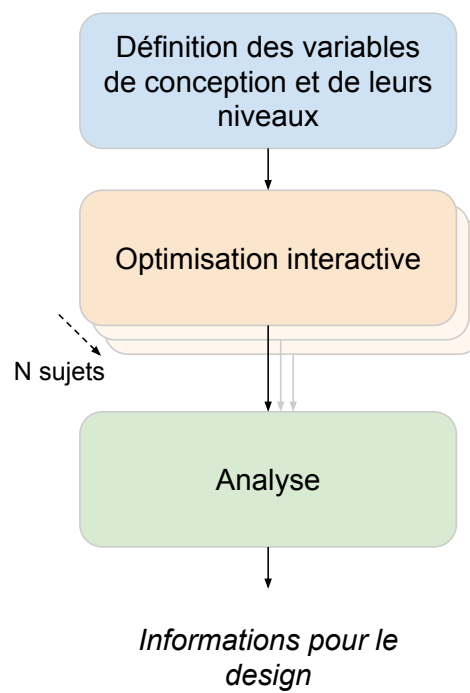 Définition des variables
de conception et de leurs
niveaux
Optimisation interactive
N sujets
Analyse
Informations pour le
design